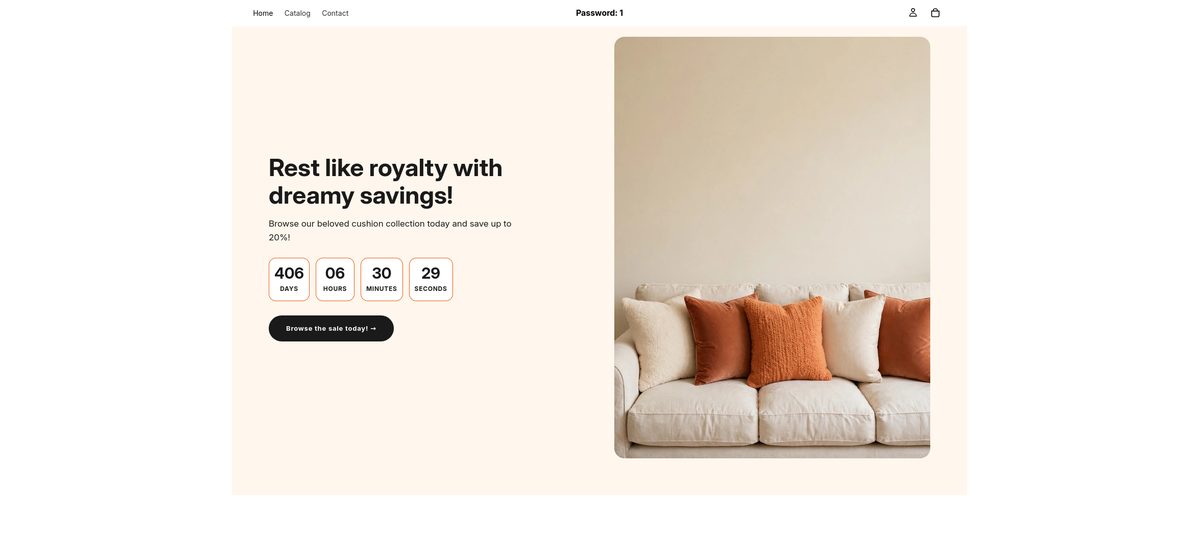 Home Catalog Contact Password: 1
Rest like royalty with
dreamy savings!
Browse our beloved cushion collection today and save up to
20%!
406 06 30 29
DAYS HOURS MINUTES SECONDS
Browse the sale today! →